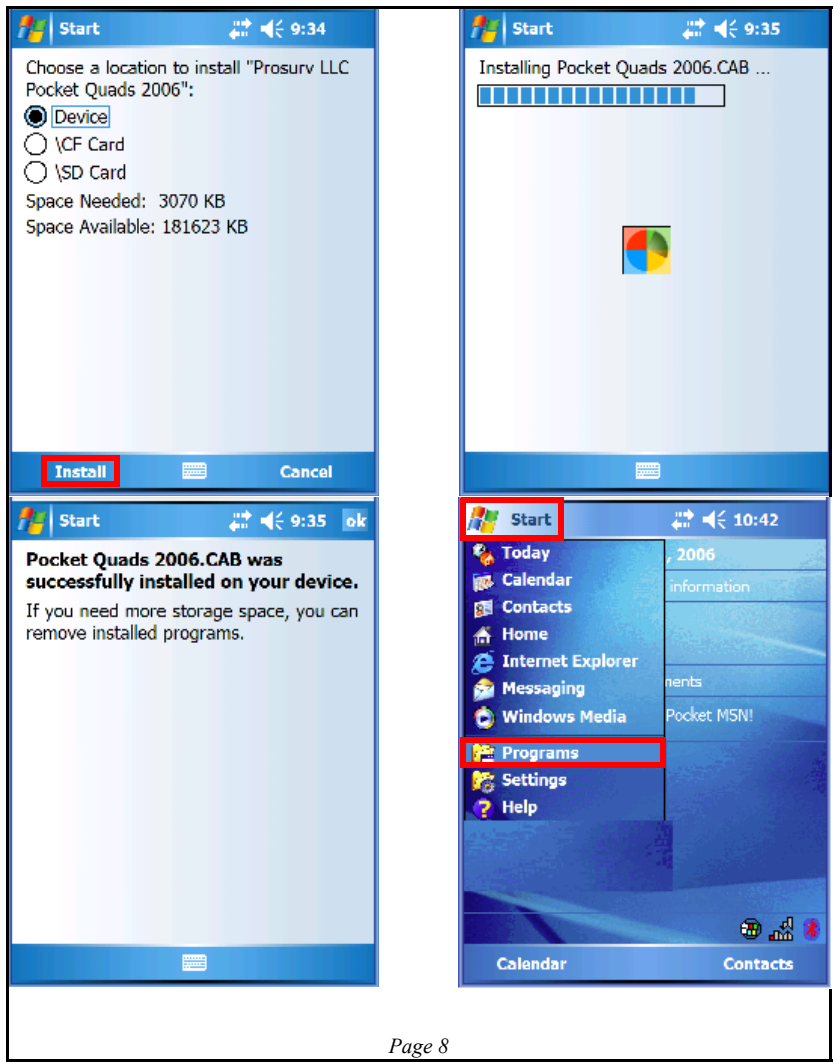 Start 9:34
Choose a location to install "Prosurv LLC
Pocket Quads 2006":
Device
\CF Card
\SD Card
Space Needed: 3070 KB
Space Available: 181623 KB
Install Cancel
Start 9:35
Installing Pocket Quads 2006.CAB ...
Start 9:35 ok
Pocket Quads 2006.CAB was
successfully installed on your device.
If you need more storage space, you can
remove installed programs.
Start 10:42
Today , 2006
Calendar information
Contacts
Home
Internet Explorer
Messaging ments
Windows Media Pocket MSN!
Programs
Settings
Help
Calendar Contacts
Page 8